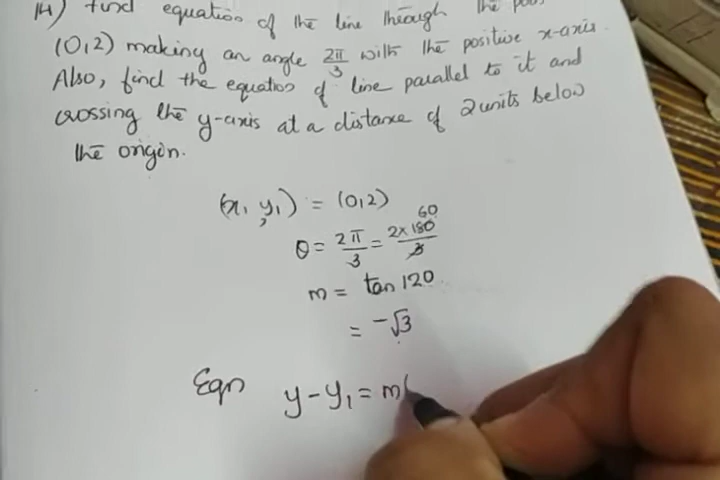 14) find equation of the line through the
(0,2) making an angle 2π/3 with the positive x-axis.
Also, find the equation of line parallel to it and
crossing the y-axis at a distance of 2 units below
the origin.
(x1, y1) = (0,2)
θ = 2π/3 = 2×180/3 60
m = tan 120
= -√3
Eqn y-y1 = m(